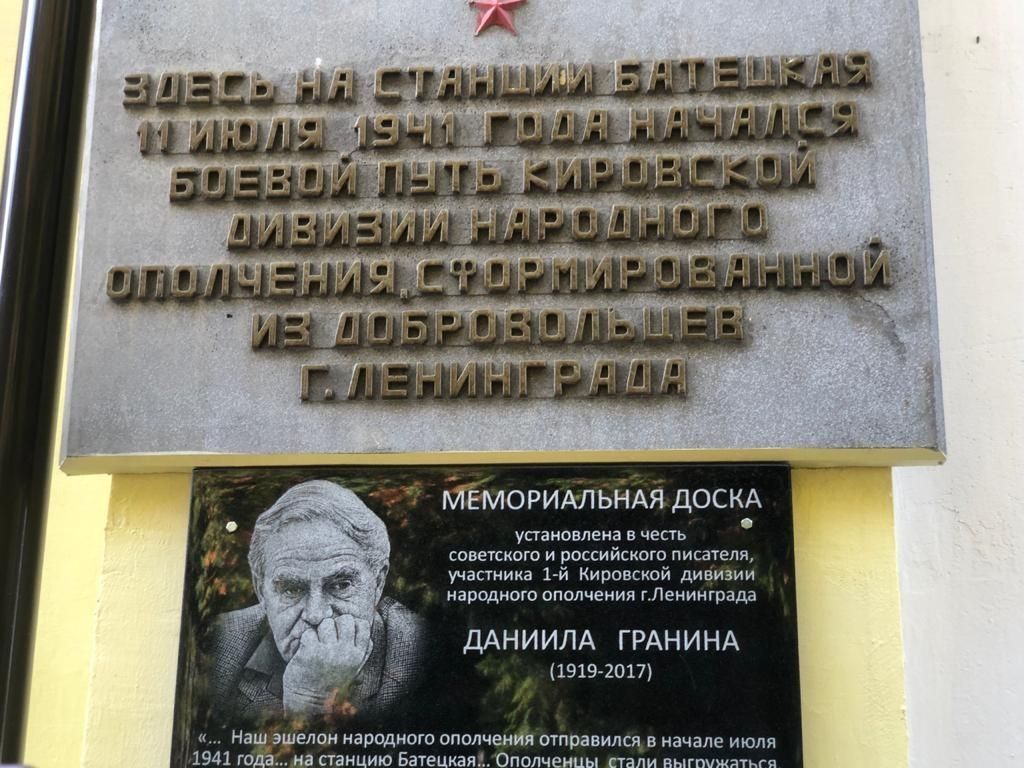 ЗДЕСЬ НА СТАНЦИИ БАТЕЦКАЯ
11 ИЮЛЯ 1941 ГОДА НАЧАЛСЯ
БОЕВОЙ ПУТЬ КИРОВСКОЙ
ДИВИЗИИ НАРОДНОГО
ОПОЛЧЕНИЯ, СФОРМИРОВАННОЙ
ИЗ ДОБРОВОЛЬЦЕВ
Г. ЛЕНИНГРАДА
МЕМОРИАЛЬНАЯ ДОСКА
установлена в честь
советского и российского писателя,
участника 1-й Кировской дивизии
народного ополчения г.Ленинграда
ДАНИИЛА ГРАНИНА
(1919-2017)
«... Наш эшелон народного ополчения отправился в начале июля
1941 года... на станцию Батецкая... Ополченцы стали выгружаться